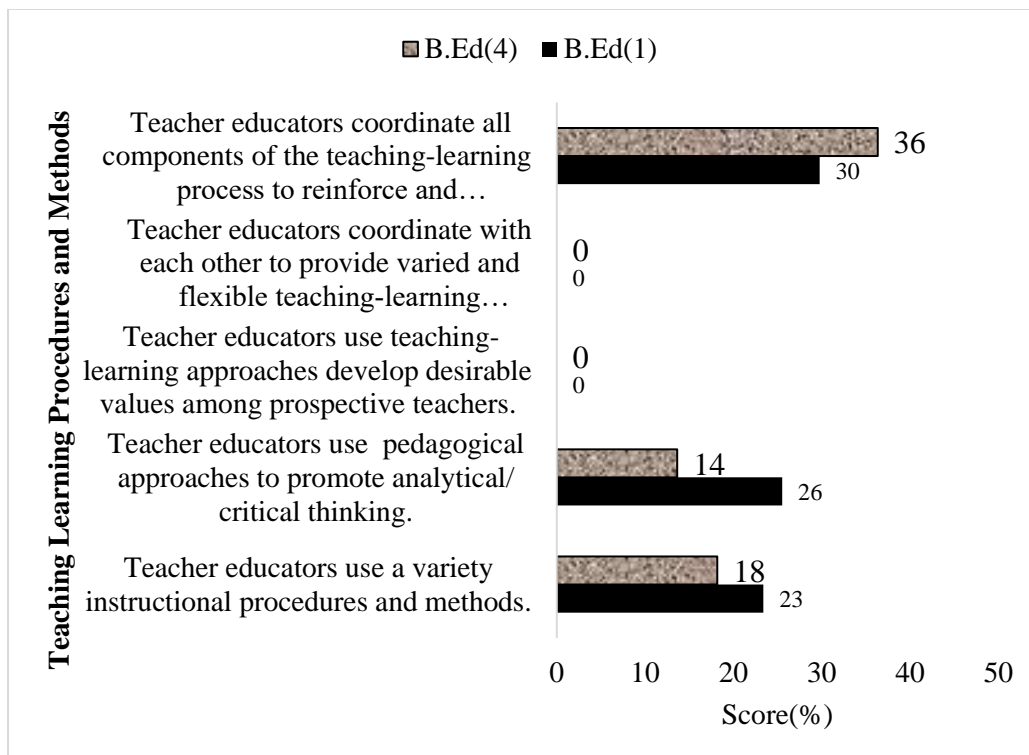 B.Ed(4) B.Ed(1)
Teaching Learning Procedures and Methods
Teacher educators coordinate all
components of the teaching-learning
process to reinforce and…
36
30
Teacher educators coordinate with
each other to provide varied and
flexible teaching-learning…
0
0
Teacher educators use teaching-
learning approaches develop desirable
values among prospective teachers.
0
0
Teacher educators use pedagogical
approaches to promote analytical/
critical thinking.
14
26
Teacher educators use a variety
instructional procedures and methods.
18
23
0 10 20 30 40 50
Score(%)